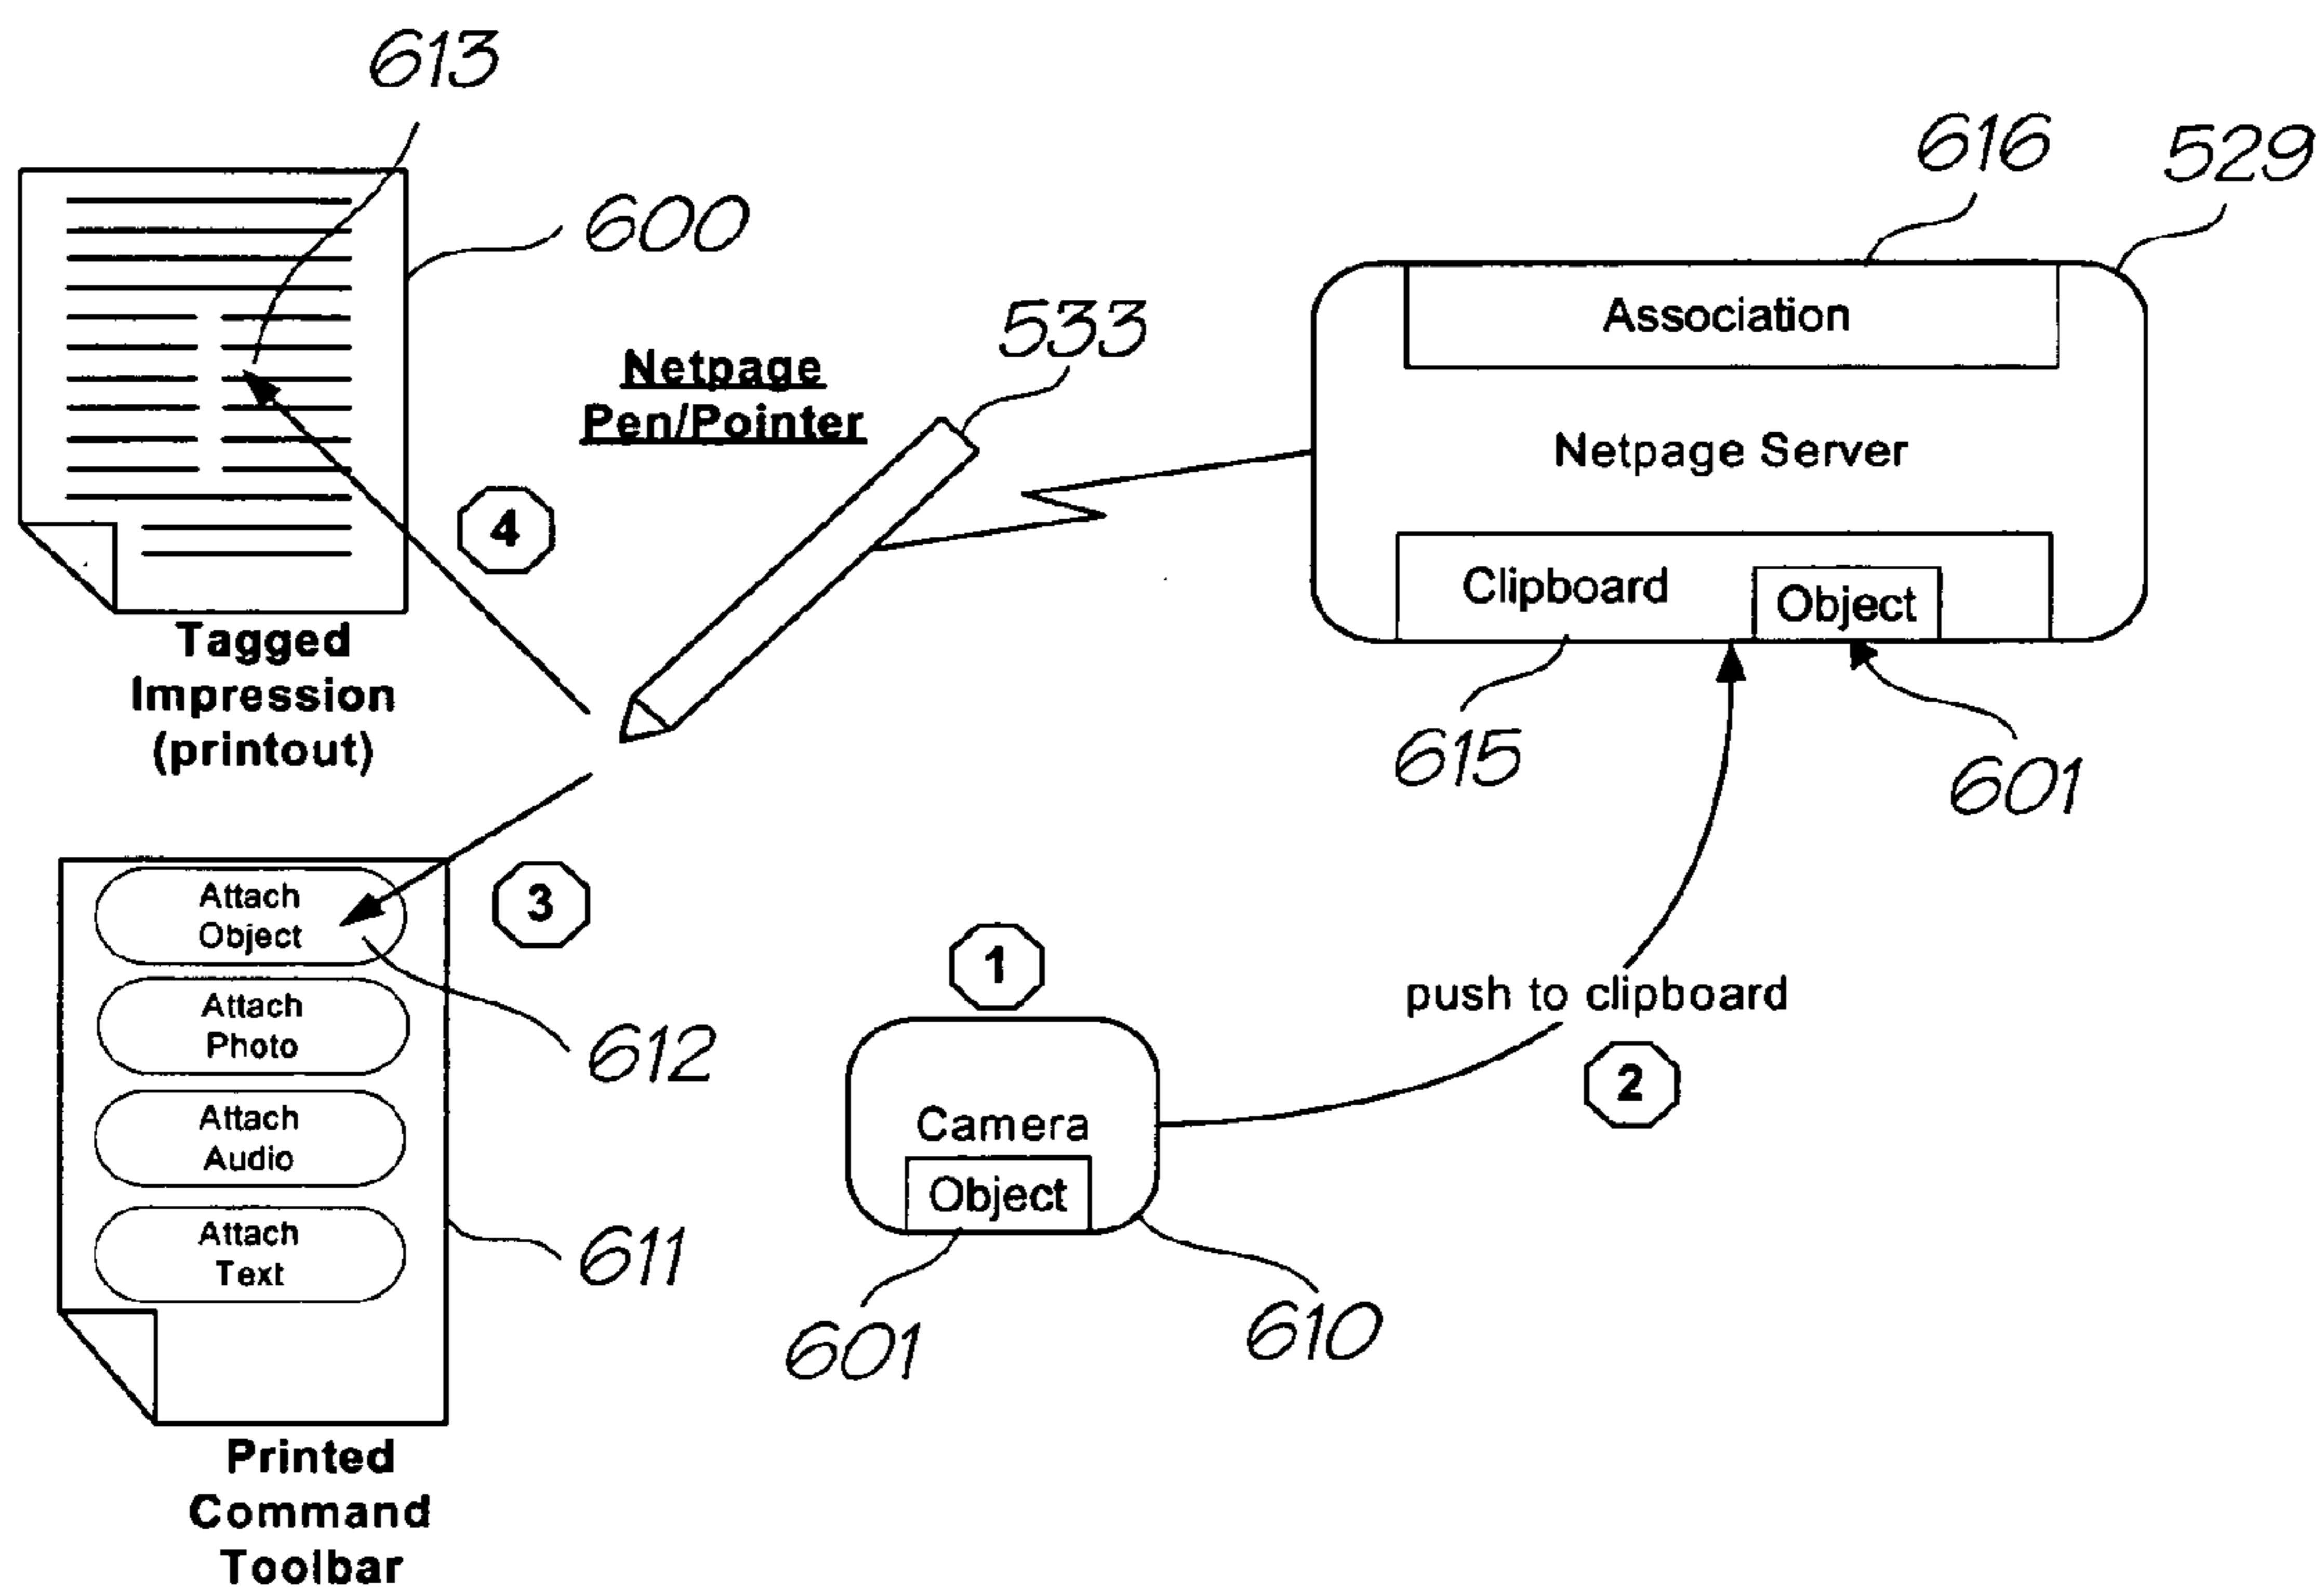 613
616
529
600
533
Association
Netpage
Pen/Pointer
Netpage Server
4
Clipboard
Object
Tagged
Impression
(printout)
615
601
3
Attach
Object
1
push to clipboard
Attach
Photo
612
2
Camera
Attach
Audio
Object
Attach
Text
611
601
610
Printed
Command
Toolbar